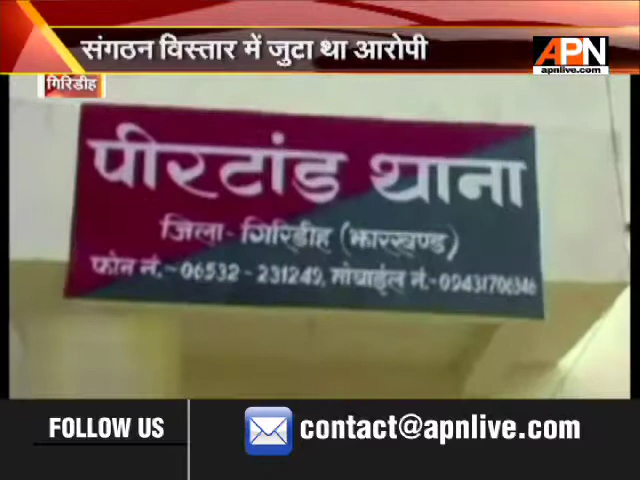 संगठन विस्तार में जुटा था आरोपी
APN
apnlive.com
गिरिडीह
पीरटांड थाना
जिला-गिरिडीह (झारखण्ड)
फोन नं.-06532-231249, मोबाईल नं.-09431706346
FOLLOW US
contact@apnlive.com